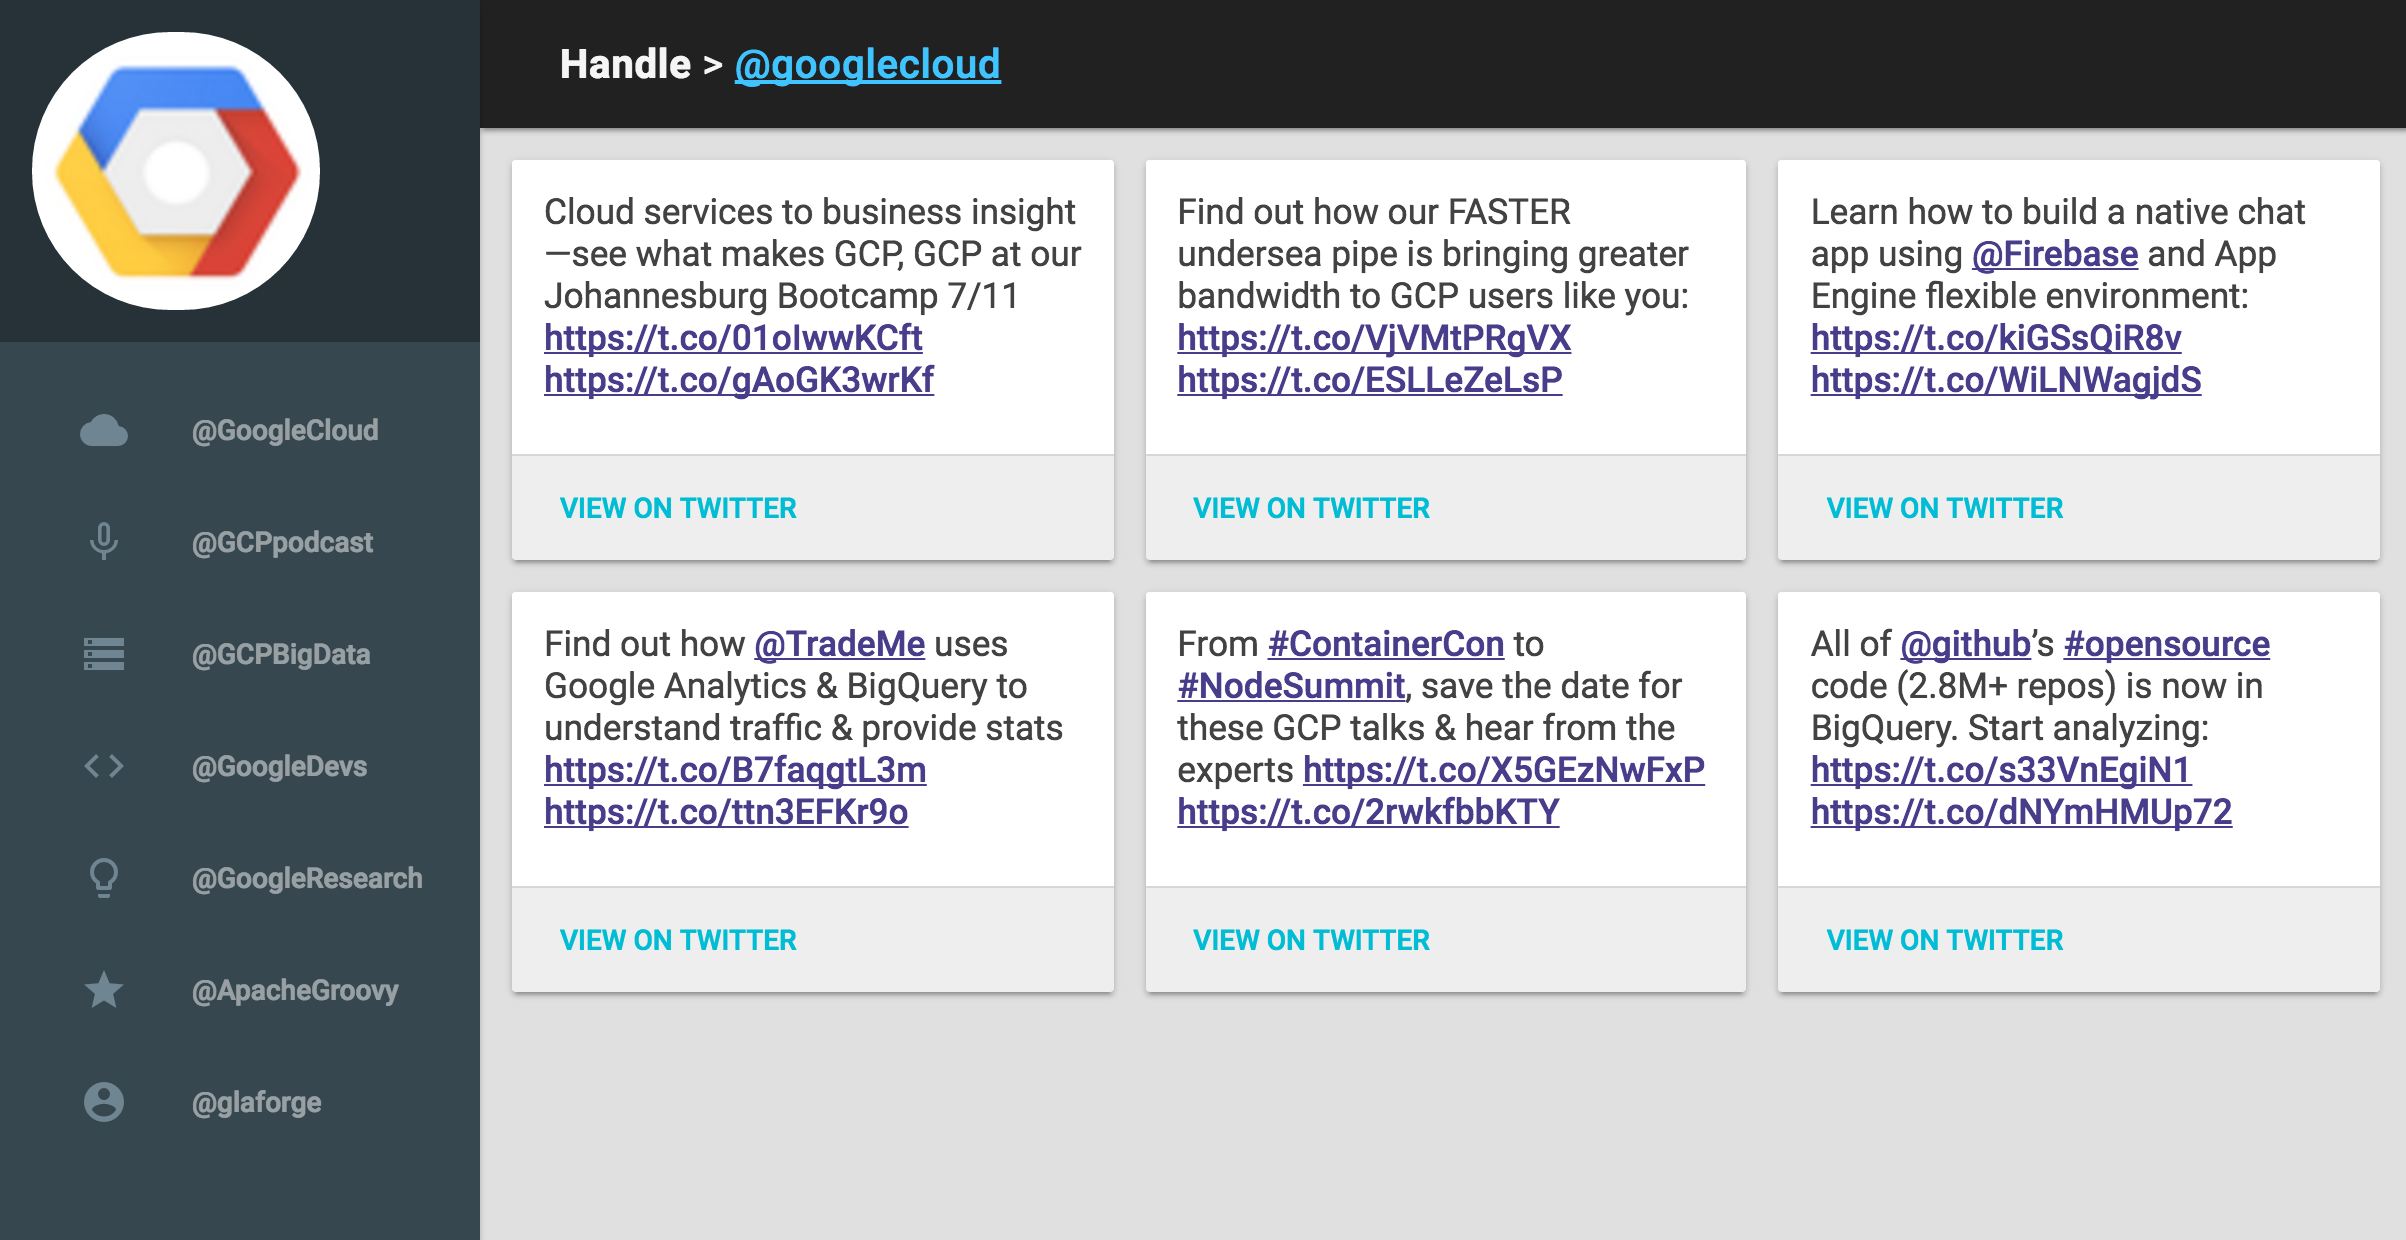 Handle > @googlecloud
@GoogleCloud
@GCPpodcast
@GCPBigData
@GoogleDevs
@GoogleResearch
@ApacheGroovy
@glaforge
Cloud services to business insight
—see what makes GCP, GCP at our
Johannesburg Bootcamp 7/11
https://t.co/01oIwwKCft
https://t.co/gAoGK3wrKf
VIEW ON TWITTER
Find out how our FASTER
undersea pipe is bringing greater
bandwidth to GCP users like you:
https://t.co/VjVMtPRgVX
https://t.co/ESLLeZeLsP
VIEW ON TWITTER
Learn how to build a native chat
app using @Firebase and App
Engine flexible environment:
https://t.co/kiGSsQiR8v
https://t.co/WiLNWagjdS
VIEW ON TWITTER
Find out how @TradeMe uses
Google Analytics & BigQuery to
understand traffic & provide stats
https://t.co/B7faqgtL3m
https://t.co/ttn3EFKr9o
VIEW ON TWITTER
From #ContainerCon to
#NodeSummit, save the date for
these GCP talks & hear from the
experts https://t.co/X5GEzNwFxP
https://t.co/2rwkfbbKTY
VIEW ON TWITTER
All of @github’s #opensource
code (2.8M+ repos) is now in
BigQuery. Start analyzing:
https://t.co/s33VnEgiN1
https://t.co/dNYmHMUp72
VIEW ON TWITTER